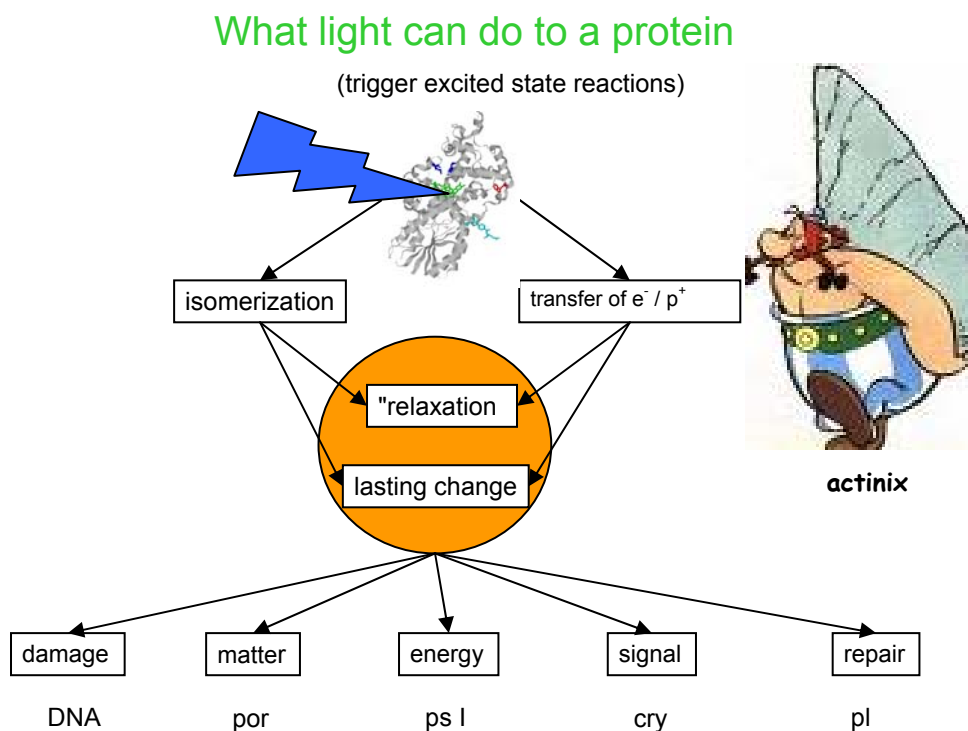 What light can do to a protein
(trigger excited state reactions)
isomerization
transfer of e⁻ / p⁺
"relaxation
lasting change
actinix
damage
matter
energy
signal
repair
DNA
por
ps I
cry
pl